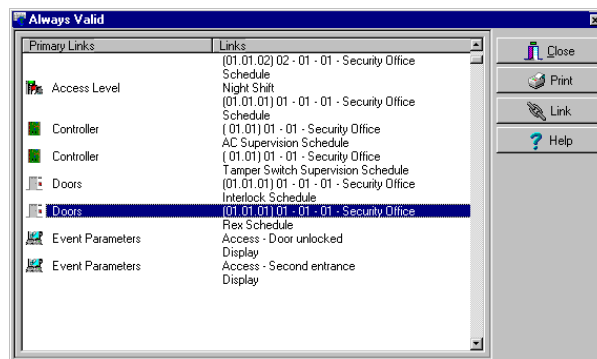 Always Valid
Primary Links Links
(01.01.02) 02 - 01 - 01 - Security Office
Schedule
Access Level Night Shift
(01.01.01) 01 - 01 - 01 - Security Office
Schedule
Controller ( 01.01) 01 - 01 - Security Office
AC Supervision Schedule
Controller ( 01.01) 01 - 01 - Security Office
Tamper Switch Supervision Schedule
Doors (01.01.01) 01 - 01 - 01 - Security Office
Interlock Schedule
Doors (01.01.01) 01 - 01 - 01 - Security Office
Rex Schedule
Event Parameters Access - Door unlocked
Display
Event Parameters Access - Second entrance
Display
Close
Print
Link
Help